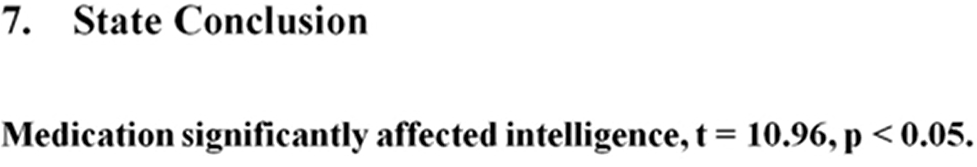 7. State Conclusion
Medication significantly affected intelligence, t = 10.96, p < 0.05.